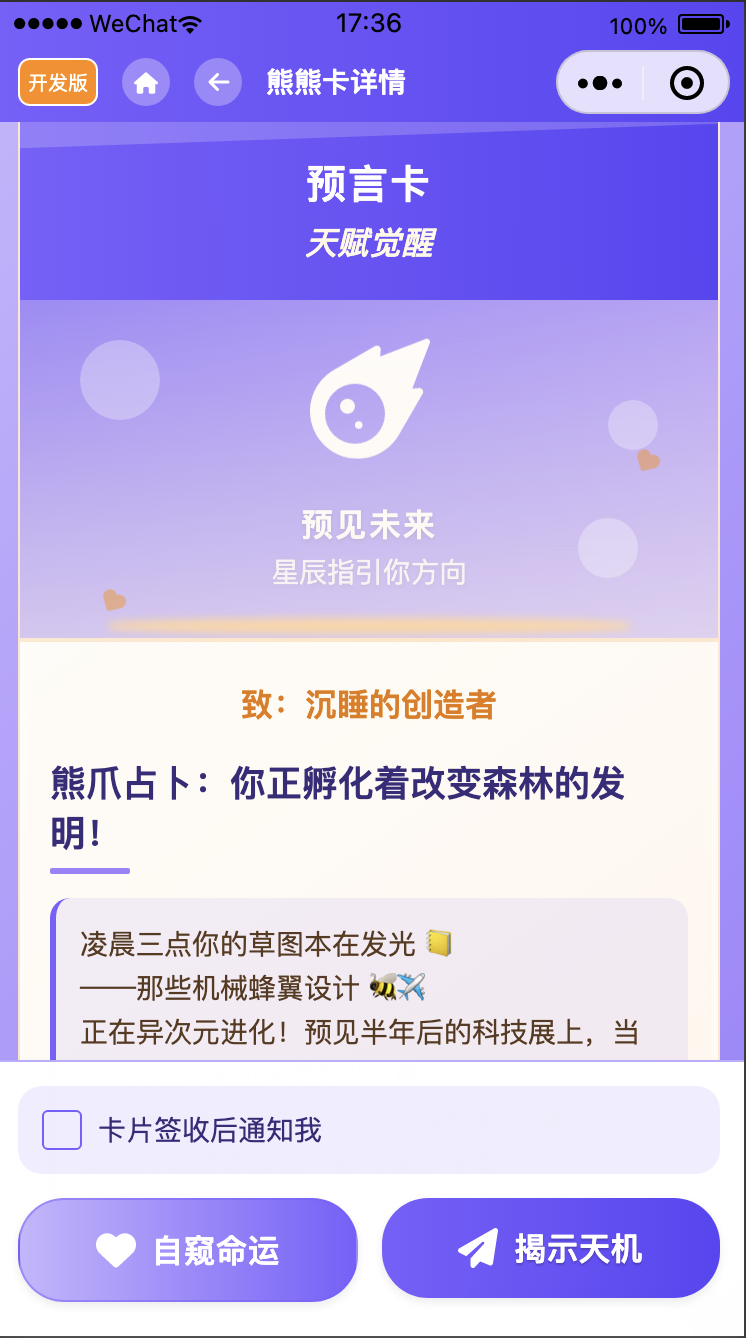 WeChat
17:36
100%
开发版
熊熊卡详情
预言卡
天赋觉醒
预见未来
星辰指引你方向
致：沉睡的创造者
熊爪占卜：你正孵化着改变森林的发
明！
凌晨三点你的草图本在发光 📒
——那些机械蜂翼设计 🐝✈️
正在异次元进化！预见半年后的科技展上，当
卡片签收后通知我
自窥命运
揭示天机